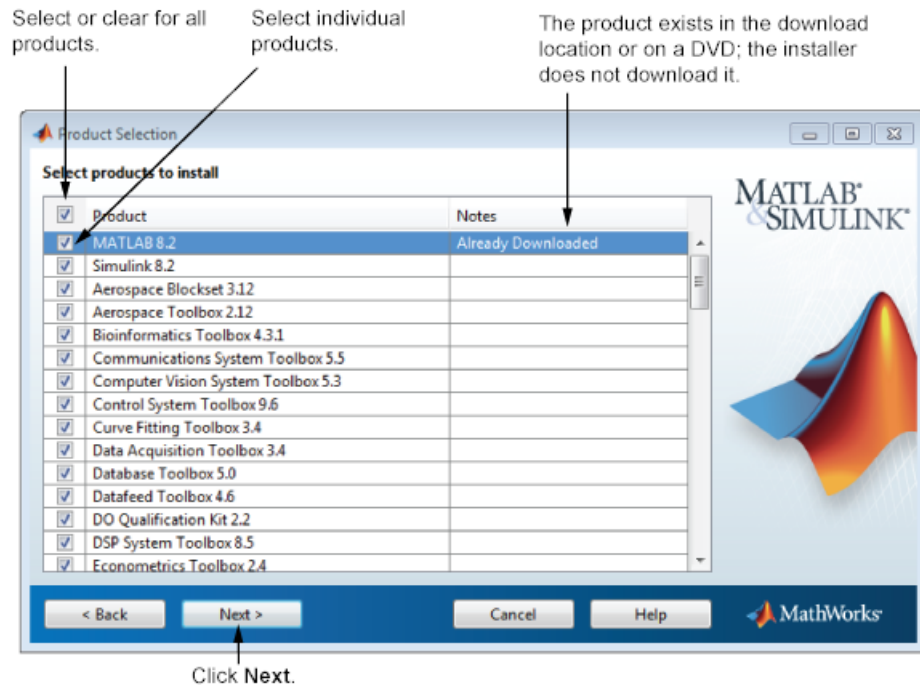 Select or clear for all
products.
Select individual
products.
The product exists in the download
location or on a DVD; the installer
does not download it.
Product Selection
Select products to install
MATLAB®
&SIMULINK®
Product Notes
MATLAB 8.2 Already Downloaded
Simulink 8.2
Aerospace Blockset 3.12
Aerospace Toolbox 2.12
Bioinformatics Toolbox 4.3.1
Communications System Toolbox 5.5
Computer Vision System Toolbox 5.3
Control System Toolbox 9.6
Curve Fitting Toolbox 3.4
Data Acquisition Toolbox 3.4
Database Toolbox 5.0
Datafeed Toolbox 4.6
DO Qualification Kit 2.2
DSP System Toolbox 8.5
Econometrics Toolbox 2.4
< Back Next > Cancel Help MathWorks®
Click Next.